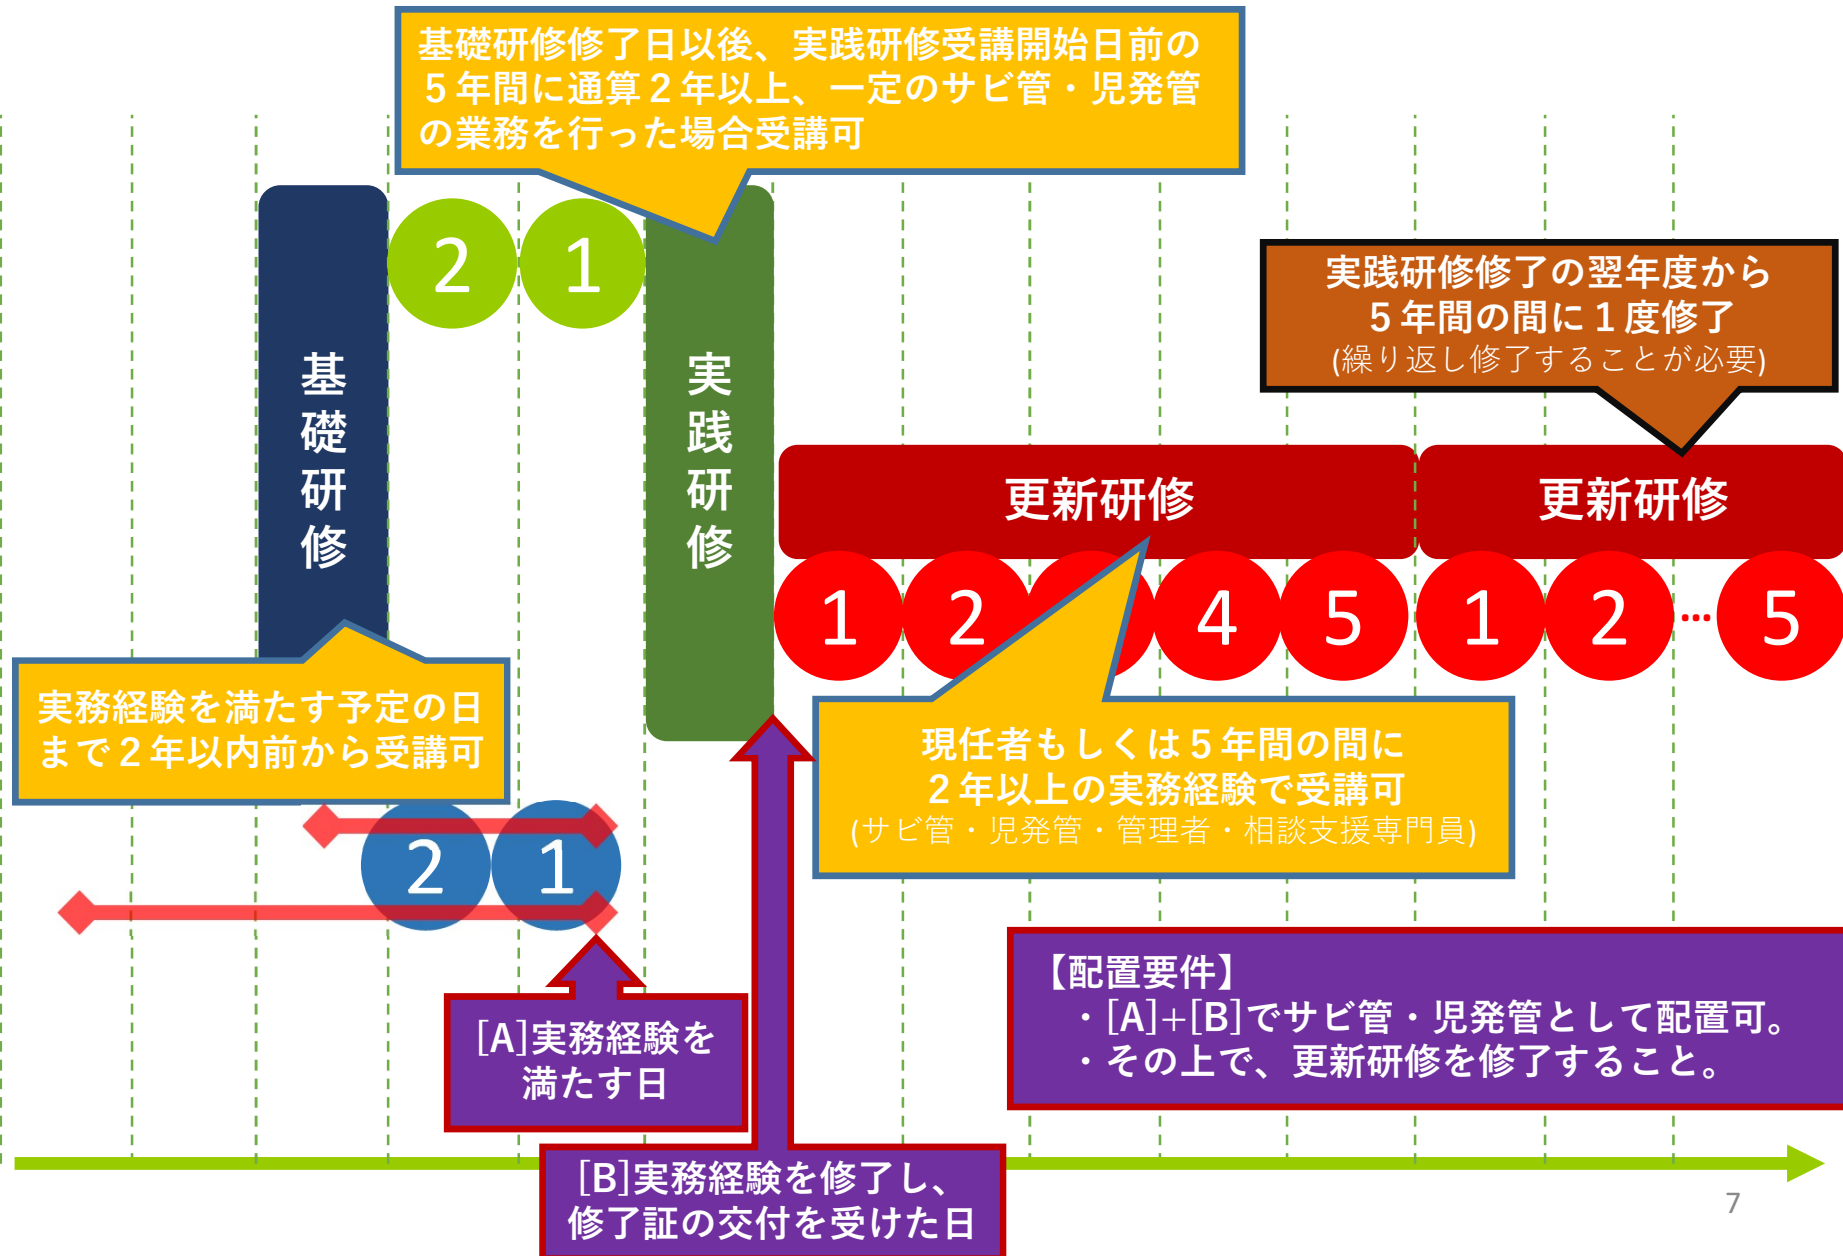 基礎研修修了日以後、実践研修受講開始日前の
５年間に通算２年以上、一定のサビ管・児発管
の業務を行った場合受講可
2
1
基礎研修
実践研修
実践研修修了の翌年度から
５年間の間に１度修了
(繰り返し修了することが必要)
更新研修
更新研修
1
2
4
5
1
2
…
5
実務経験を満たす予定の日
まで２年以内前から受講可
現任者もしくは５年間の間に
２年以上の実務経験で受講可
(サビ管・児発管・管理者・相談支援専門員)
2
1
[A]実務経験を
満たす日
【配置要件】
・[A]+[B]でサビ管・児発管として配置可。
・その上で、更新研修を修了すること。
[B]実務経験を修了し、
修了証の交付を受けた日
7